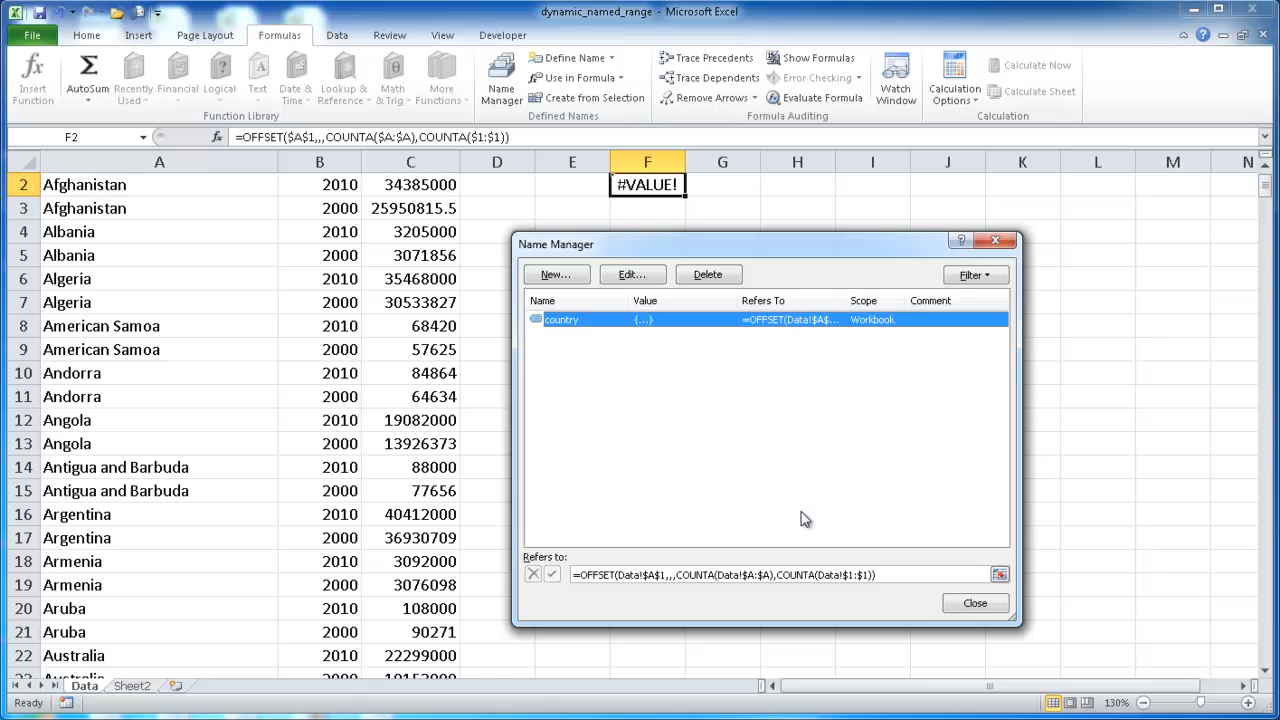 dynamic_named_range - Microsoft Excel
File Home Insert Page Layout Formulas Data Review View Developer
fx Insert Function
Σ AutoSum
Recently Used
Financial
Logical
Text
Date & Time
Lookup & Reference
Math & Trig
More Functions
Function Library
Name Manager
Define Name
Use in Formula
Create from Selection
Defined Names
Trace Precedents
Trace Dependents
Remove Arrows
Show Formulas
Error Checking
Evaluate Formula
Watch Window
Formula Auditing
Calculation Options
Calculate Now
Calculate Sheet
Calculation
F2 fx =OFFSET($A$1,,,COUNTA($A:$A),COUNTA($1:$1))
A B C D E F G H I J K L M N
2 Afghanistan 2010 34385000 #VALUE!
3 Afghanistan 2000 25950815.5
4 Albania 2010 3205000
5 Albania 2000 3071856
6 Algeria 2010 35468000
7 Algeria 2000 30533827
8 American Samoa 2010 68420
9 American Samoa 2000 57625
10 Andorra 2010 84864
11 Andorra 2000 64634
12 Angola 2010 19082000
13 Angola 2000 13926373
14 Antigua and Barbuda 2010 88000
15 Antigua and Barbuda 2000 77656
16 Argentina 2010 40412000
17 Argentina 2000 36930709
18 Armenia 2010 3092000
19 Armenia 2000 3076098
20 Aruba 2010 108000
21 Aruba 2000 90271
22 Australia 2010 22299000
Name Manager
New... Edit... Delete Filter
Name Value Refers To Scope Comment
country {...} =OFFSET(Data!$A$... Workbook
Refers to:
=OFFSET(Data!$A$1,,,COUNTA(Data!$A:$A),COUNTA(Data!$1:$1))
Close
Data Sheet2
Ready 130%